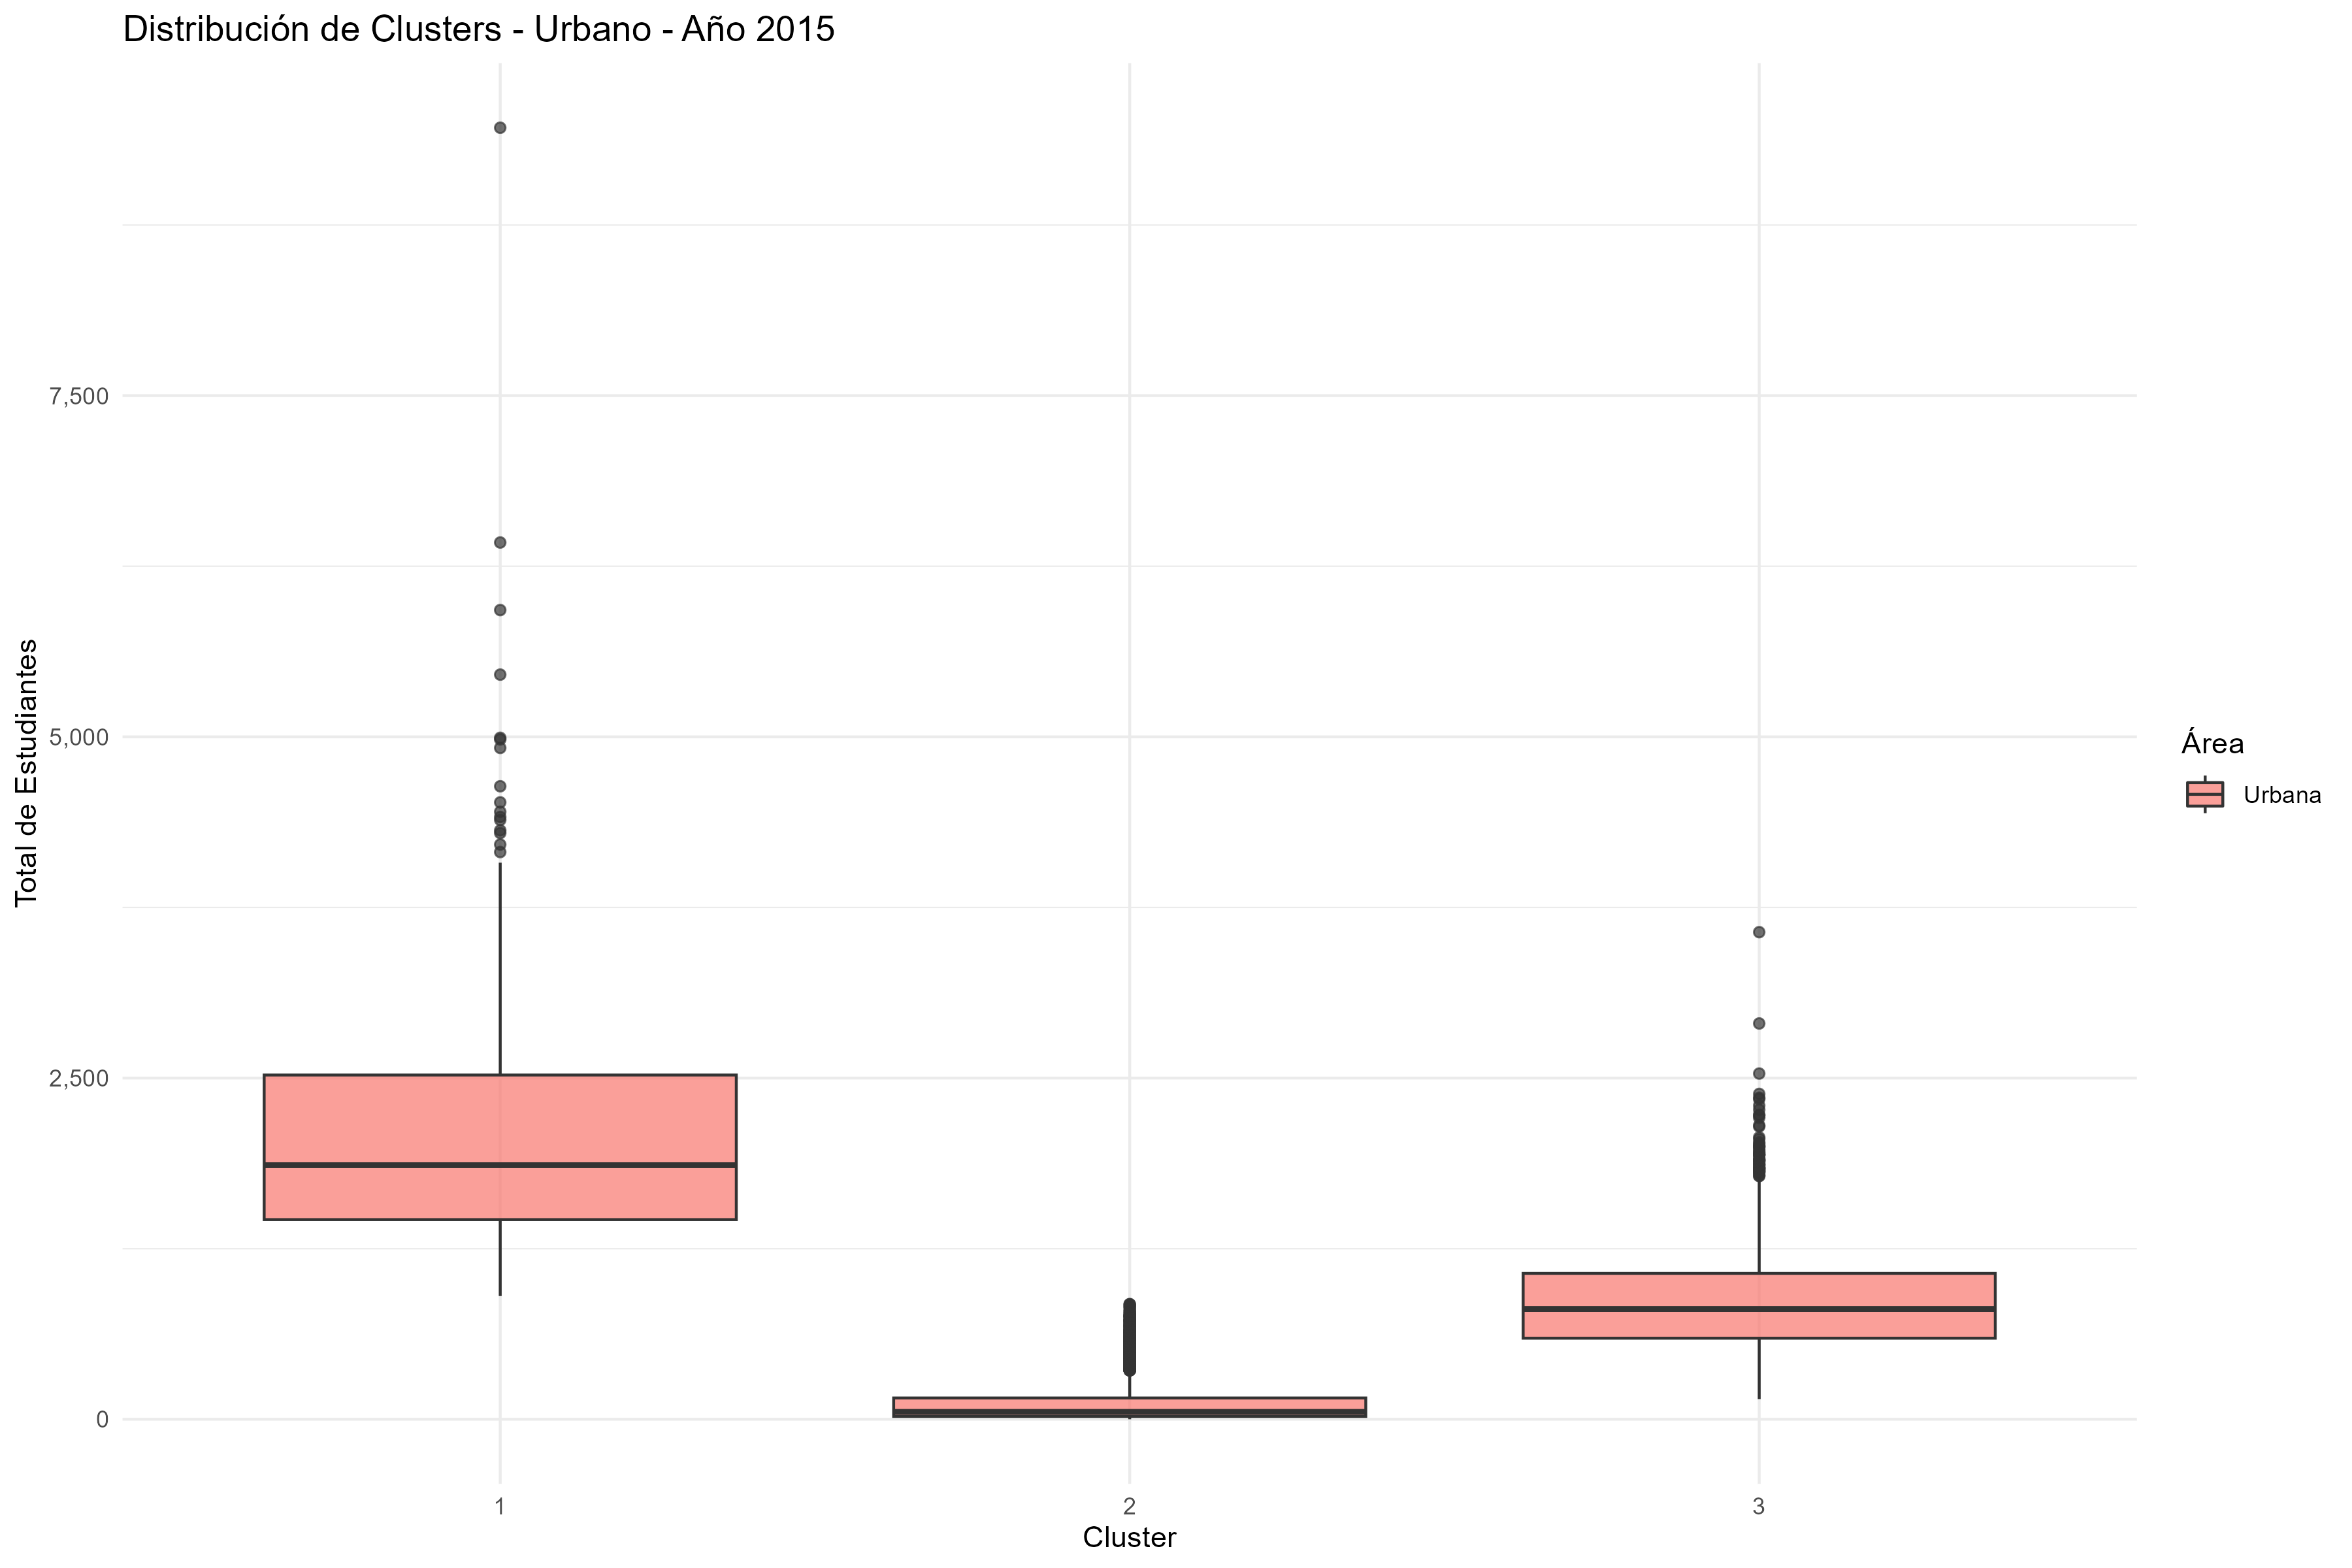 Distribución de Clusters - Urbano - Año 2015
Total de Estudiantes
7,500
5,000
2,500
0
1
2
3
Cluster
Área
Urbana